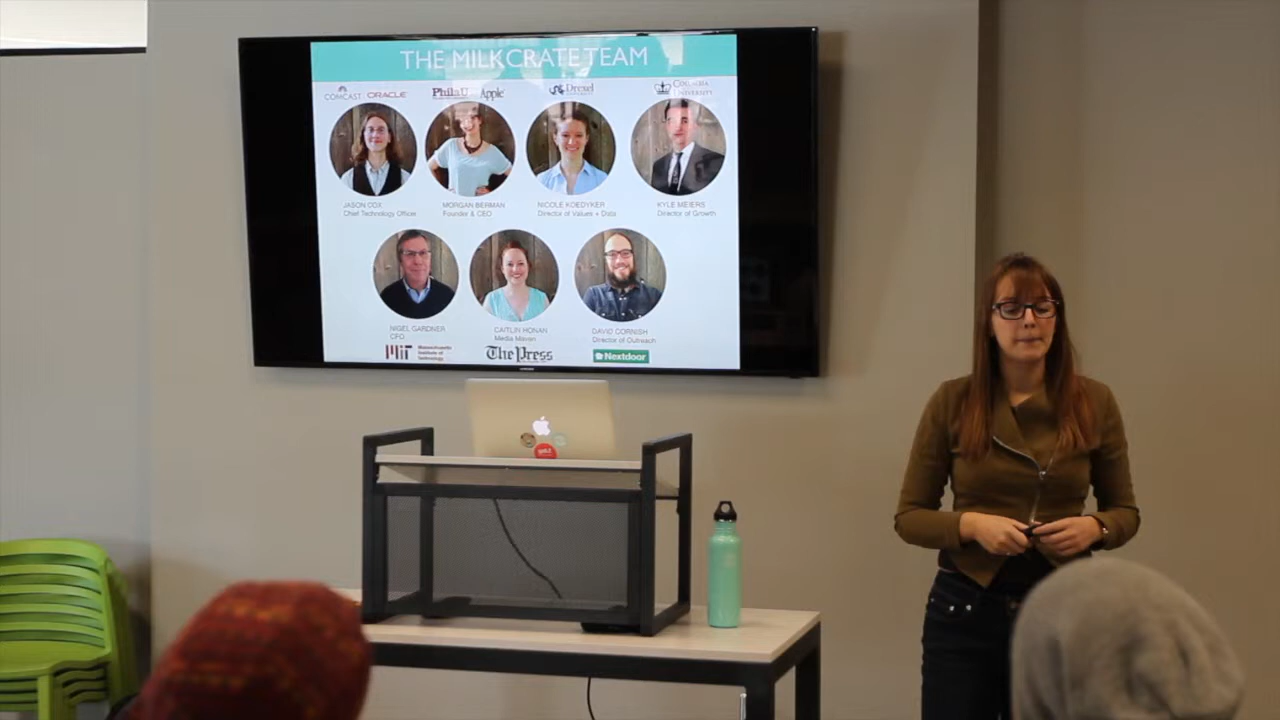 THE MILKCRATE TEAM
COMCAST ORACLE PhilaU Apple Drexel COLUMBIA UNIVERSITY
JASON COX
Chief Technology Officer
MORGAN BERMAN
Founder & CEO
NICOLE KOEDYKER
Director of Values + Data
KYLE MEIERS
Director of Growth
NIGEL GARDNER
CFO
CAITLIN HONAN
Media Maven
DAVID CORNISH
Director of Outreach
MIT Massachusetts Institute of Technology
The Press
Nextdoor